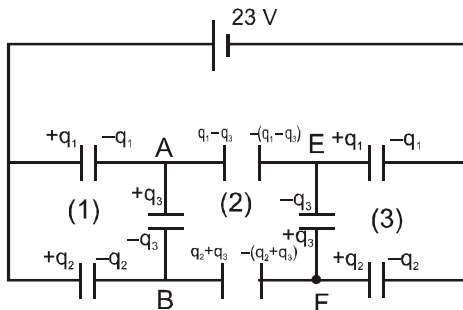 23 V
+q₁ −q₁ A q₁−q₃ −(q₁−q₃) E +q₁ −q₁
+q₃ −q₃
(1) (2) (3)
−q₃ +q₃
+q₂ −q₂ q₂+q₃ −(q₂+q₃) +q₂ −q₂
B F